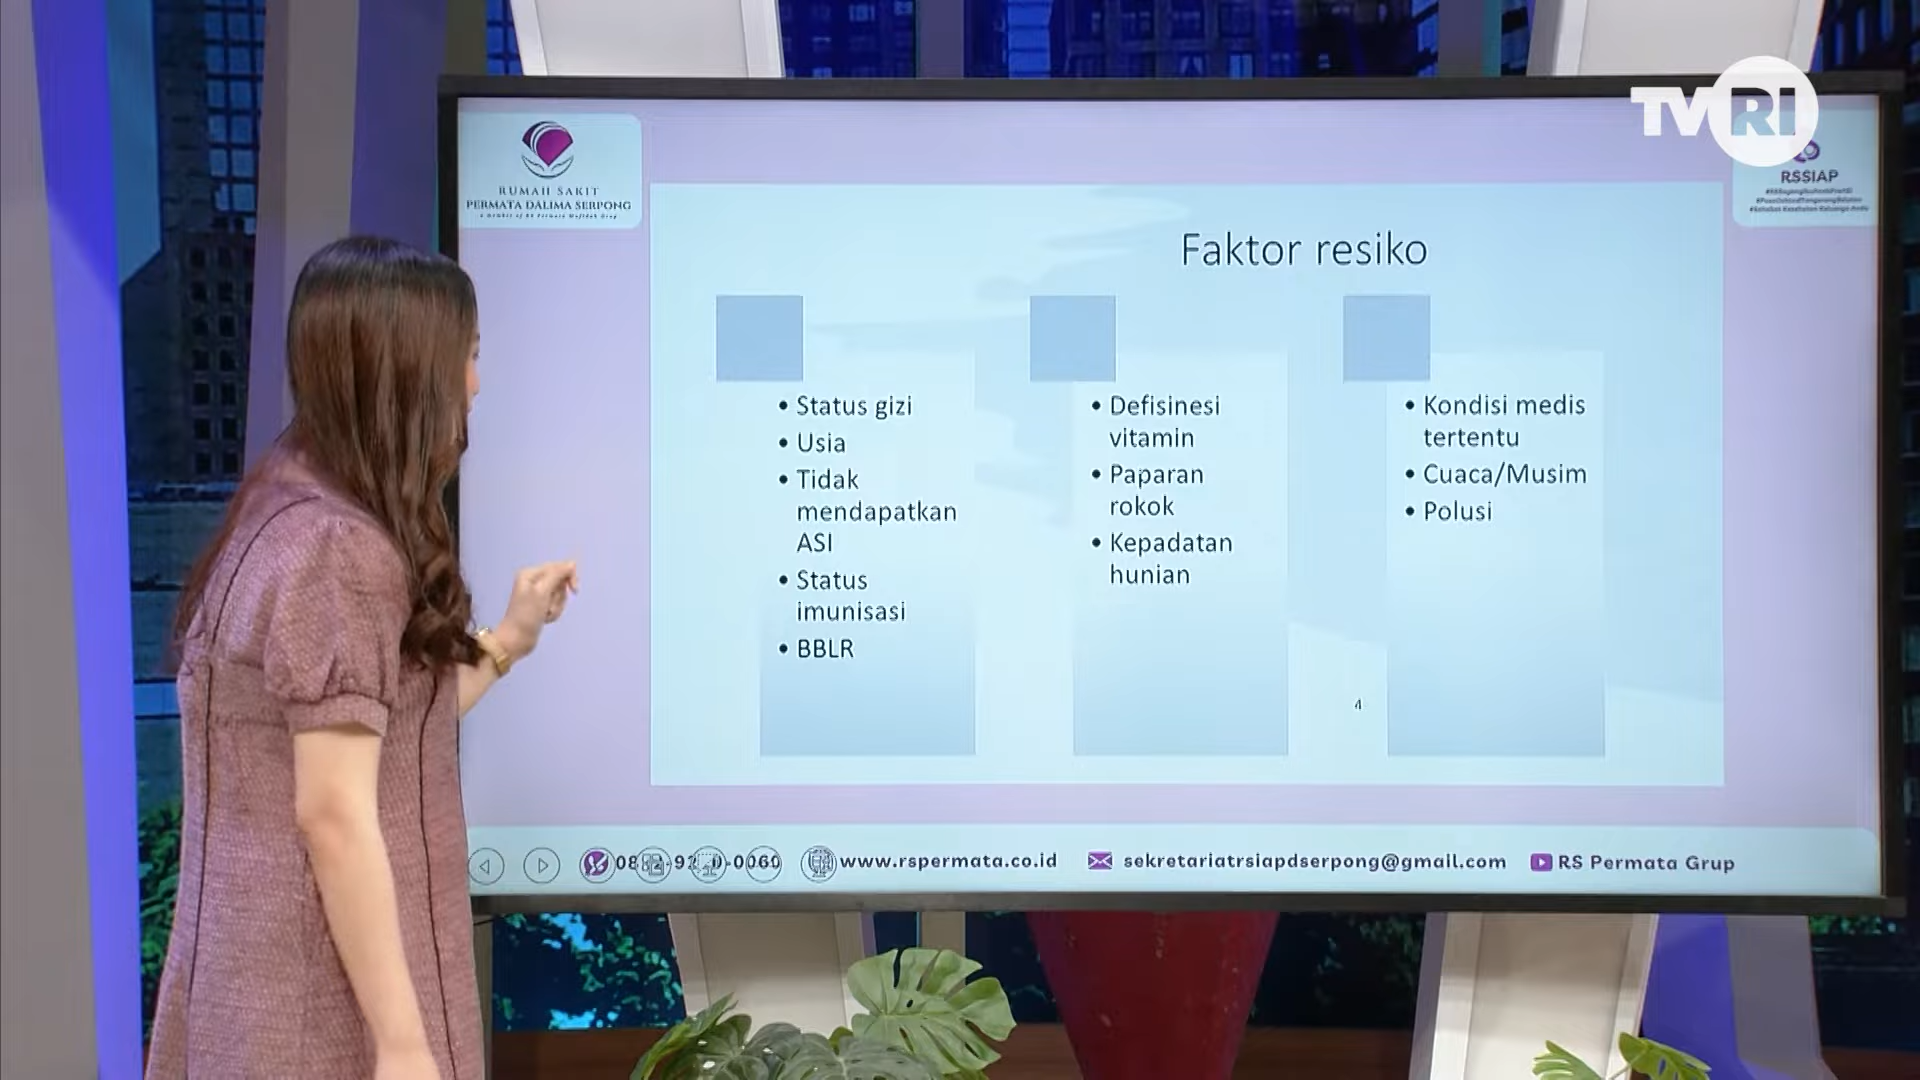 TVRI
RUMAH SAKIT
PERMATA DALIMA SERPONG
RSSIAP
Faktor resiko
• Status gizi
• Usia
• Tidak
mendapatkan
ASI
• Status
imunisasi
• BBLR
• Defisinesi
vitamin
• Paparan
rokok
• Kepadatan
hunian
• Kondisi medis
tertentu
• Cuaca/Musim
• Polusi
4
www.rspermata.co.id
sekretariatrsiapdserpong@gmail.com
RS Permata Grup